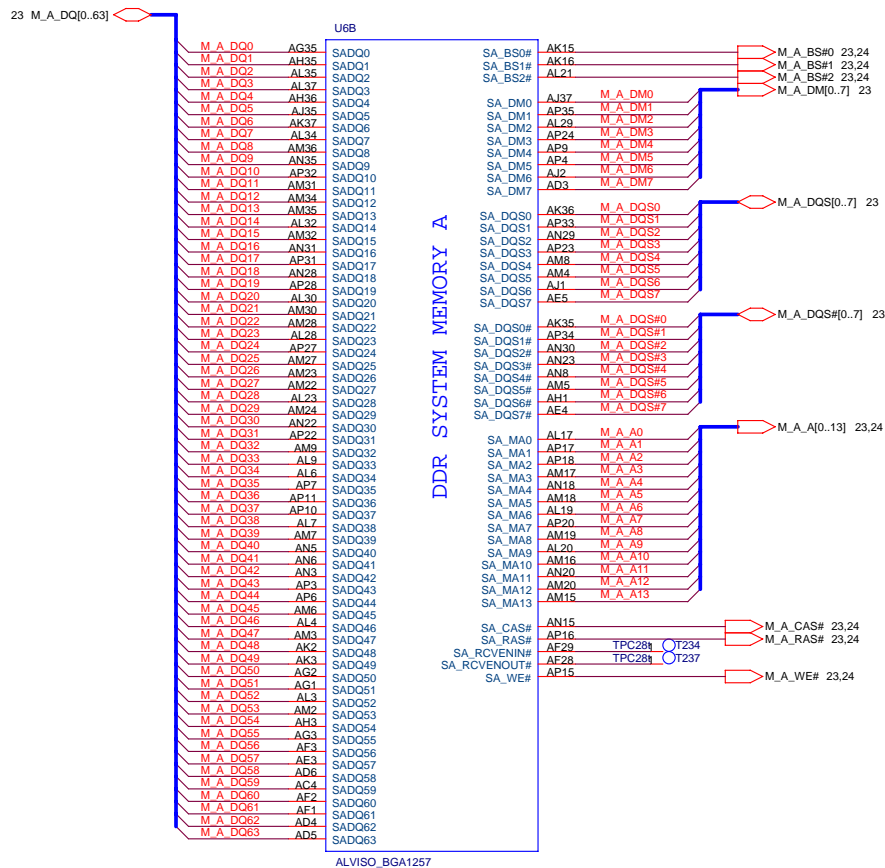 23 M_A_DQ[0..63]
U6B
M_A_DQ0 AG35 SADQ0
M_A_DQ1 AH35 SADQ1
M_A_DQ2 AL35 SADQ2
M_A_DQ3 AL37 SADQ3
M_A_DQ4 AH36 SADQ4
M_A_DQ5 AJ35 SADQ5
M_A_DQ6 AK37 SADQ6
M_A_DQ7 AL34 SADQ7
M_A_DQ8 AM36 SADQ8
M_A_DQ9 AN35 SADQ9
M_A_DQ10 AP32 SADQ10
M_A_DQ11 AM31 SADQ11
M_A_DQ12 AM34 SADQ12
M_A_DQ13 AM35 SADQ13
M_A_DQ14 AL32 SADQ14
M_A_DQ15 AM32 SADQ15
M_A_DQ16 AN31 SADQ16
M_A_DQ17 AP31 SADQ17
M_A_DQ18 AN28 SADQ18
M_A_DQ19 AP28 SADQ19
M_A_DQ20 AL30 SADQ20
M_A_DQ21 AM30 SADQ21
M_A_DQ22 AM28 SADQ22
M_A_DQ23 AL28 SADQ23
M_A_DQ24 AP27 SADQ24
M_A_DQ25 AM27 SADQ25
M_A_DQ26 AM23 SADQ26
M_A_DQ27 AM22 SADQ27
M_A_DQ28 AL23 SADQ28
M_A_DQ29 AM24 SADQ29
M_A_DQ30 AN22 SADQ30
M_A_DQ31 AP22 SADQ31
M_A_DQ32 AM9 SADQ32
M_A_DQ33 AL9 SADQ33
M_A_DQ34 AL6 SADQ34
M_A_DQ35 AP7 SADQ35
M_A_DQ36 AP11 SADQ36
M_A_DQ37 AP10 SADQ37
M_A_DQ38 AL7 SADQ38
M_A_DQ39 AM7 SADQ39
M_A_DQ40 AN5 SADQ40
M_A_DQ41 AN6 SADQ41
M_A_DQ42 AN3 SADQ42
M_A_DQ43 AP3 SADQ43
M_A_DQ44 AP6 SADQ44
M_A_DQ45 AM6 SADQ45
M_A_DQ46 AL4 SADQ46
M_A_DQ47 AM3 SADQ47
M_A_DQ48 AK2 SADQ48
M_A_DQ49 AK3 SADQ49
M_A_DQ50 AG2 SADQ50
M_A_DQ51 AG1 SADQ51
M_A_DQ52 AL3 SADQ52
M_A_DQ53 AM2 SADQ53
M_A_DQ54 AH3 SADQ54
M_A_DQ55 AG3 SADQ55
M_A_DQ56 AF3 SADQ56
M_A_DQ57 AE3 SADQ57
M_A_DQ58 AD6 SADQ58
M_A_DQ59 AC4 SADQ59
M_A_DQ60 AF2 SADQ60
M_A_DQ61 AF1 SADQ61
M_A_DQ62 AD4 SADQ62
M_A_DQ63 AD5 SADQ63
DDR SYSTEM MEMORY A
SA_BS0# AK15 M_A_BS#0 23,24
SA_BS1# AK16 M_A_BS#1 23,24
SA_BS2# AL21 M_A_BS#2 23,24
M_A_DM[0..7] 23
SA_DM0 AJ37 M_A_DM0
SA_DM1 AP35 M_A_DM1
SA_DM2 AL29 M_A_DM2
SA_DM3 AP24 M_A_DM3
SA_DM4 AP9 M_A_DM4
SA_DM5 AP4 M_A_DM5
SA_DM6 AJ2 M_A_DM6
SA_DM7 AD3 M_A_DM7
M_A_DQS[0..7] 23
SA_DQS0 AK36 M_A_DQS0
SA_DQS1 AP33 M_A_DQS1
SA_DQS2 AN29 M_A_DQS2
SA_DQS3 AP23 M_A_DQS3
SA_DQS4 AM8 M_A_DQS4
SA_DQS5 AM4 M_A_DQS5
SA_DQS6 AJ1 M_A_DQS6
SA_DQS7 AE5 M_A_DQS7
M_A_DQS#[0..7] 23
SA_DQS0# AK35 M_A_DQS#0
SA_DQS1# AP34 M_A_DQS#1
SA_DQS2# AN30 M_A_DQS#2
SA_DQS3# AN23 M_A_DQS#3
SA_DQS4# AN8 M_A_DQS#4
SA_DQS5# AM5 M_A_DQS#5
SA_DQS6# AH1 M_A_DQS#6
SA_DQS7# AE4 M_A_DQS#7
M_A_A[0..13] 23,24
SA_MA0 AL17 M_A_A0
SA_MA1 AP17 M_A_A1
SA_MA2 AP18 M_A_A2
SA_MA3 AM17 M_A_A3
SA_MA4 AN18 M_A_A4
SA_MA5 AM18 M_A_A5
SA_MA6 AL19 M_A_A6
SA_MA7 AP20 M_A_A7
SA_MA8 AM19 M_A_A8
SA_MA9 AL20 M_A_A9
SA_MA10 AM16 M_A_A10
SA_MA11 AN20 M_A_A11
SA_MA12 AM20 M_A_A12
SA_MA13 AM15 M_A_A13
SA_CAS# AN15 M_A_CAS# 23,24
SA_RAS# AP16 M_A_RAS# 23,24
SA_RCVENIN# AF29 TPC28t 1 T234
SA_RCVENOUT# AF28 TPC28t 1 T237
SA_WE# AP15 M_A_WE# 23,24
ALVISO_BGA1257